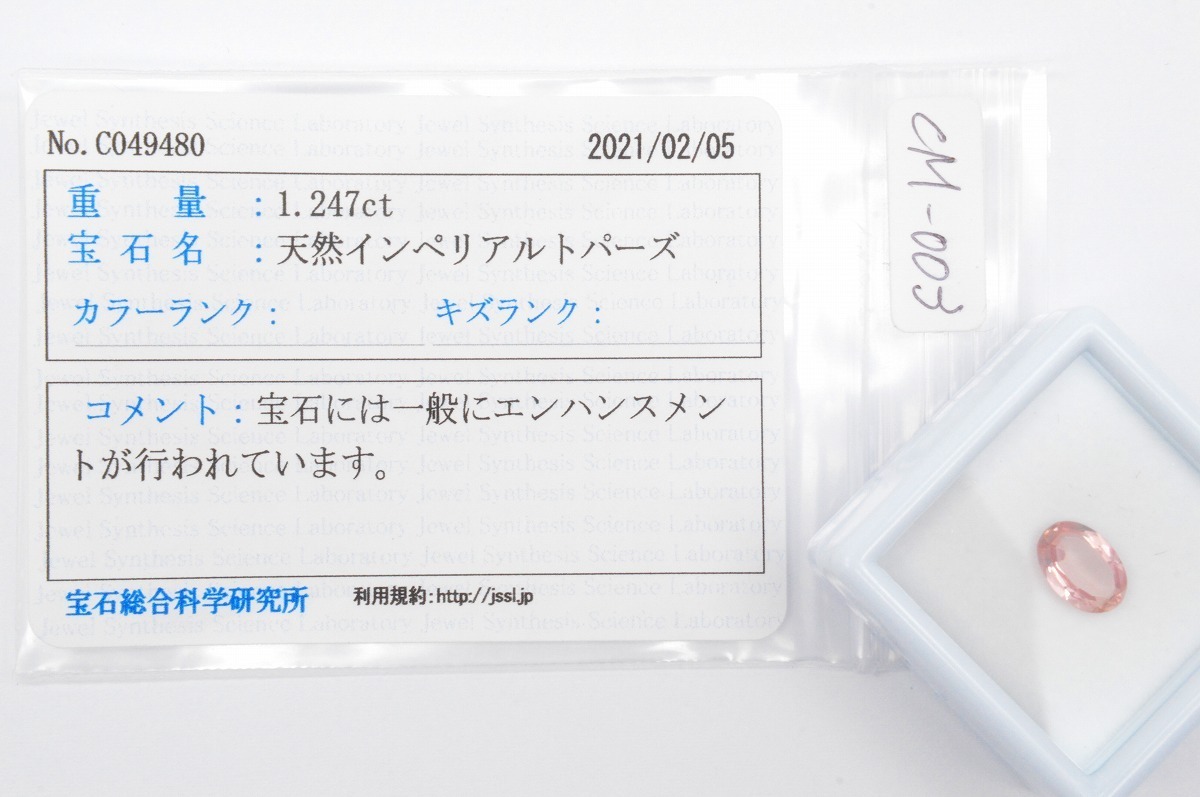 No. C049480
2021/02/05
重量:1.247ct
宝石名:天然インペリアルトパーズ
カラーランク:
キズランク:
コメント:宝石には一般にエンハンスメン
トが行われています。
宝石総合科学研究所
利用規約:http://jssl.jp
Jewel Synthesis Science Laboratory
CM-003